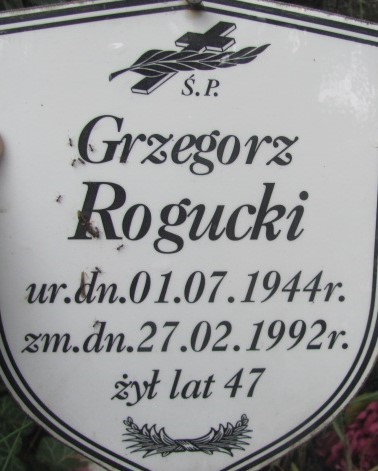 Ś.P.
Grzegorz
Rogucki
ur.dn.01.07.1944r.
zm.dn.27.02.1992r.
żył lat 47